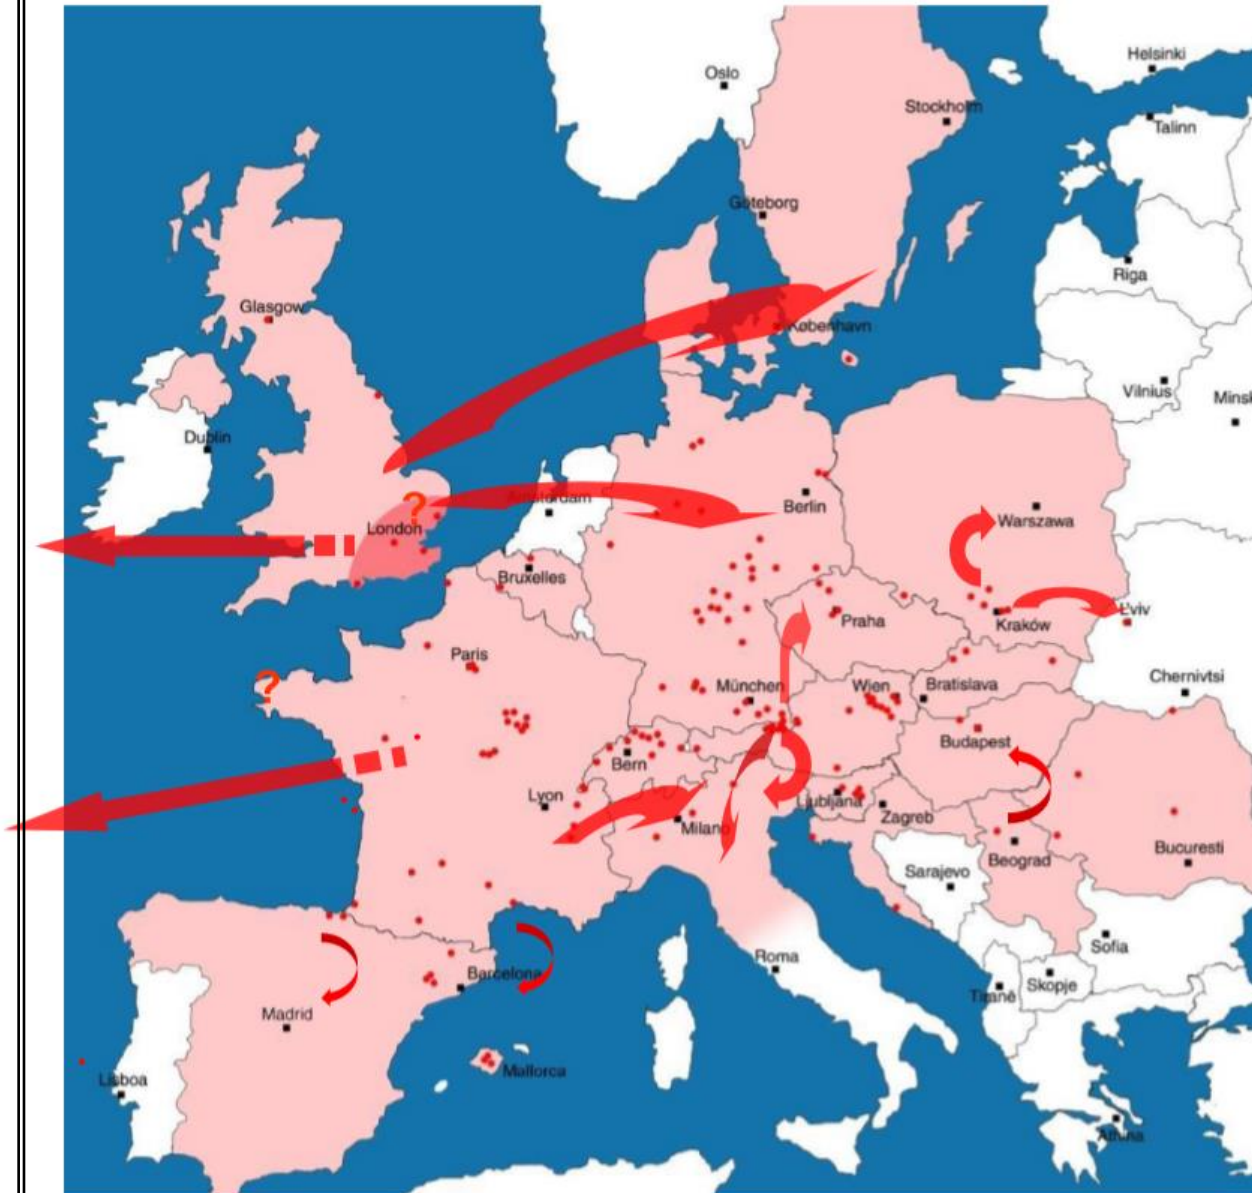 Helsinki
Oslo
Stockholm
Talinn
Göteborg
Riga
Glasgow
København
Vilnius
Minsk
Dublin
?
Amsterdam
Berlin
London
Warszawa
Bruxelles
L'viv
Praha
Kraków
Paris
Chernivtsi
?
München
Wien
Bratislava
Budapest
Bern
Lyon
Ljubljana
Zagreb
Milano
Beograd
Bucuresti
Sarajevo
Sofia
Roma
Barcelona
Skopje
Tiranë
Madrid
Mallorca
Lisboa
Athina